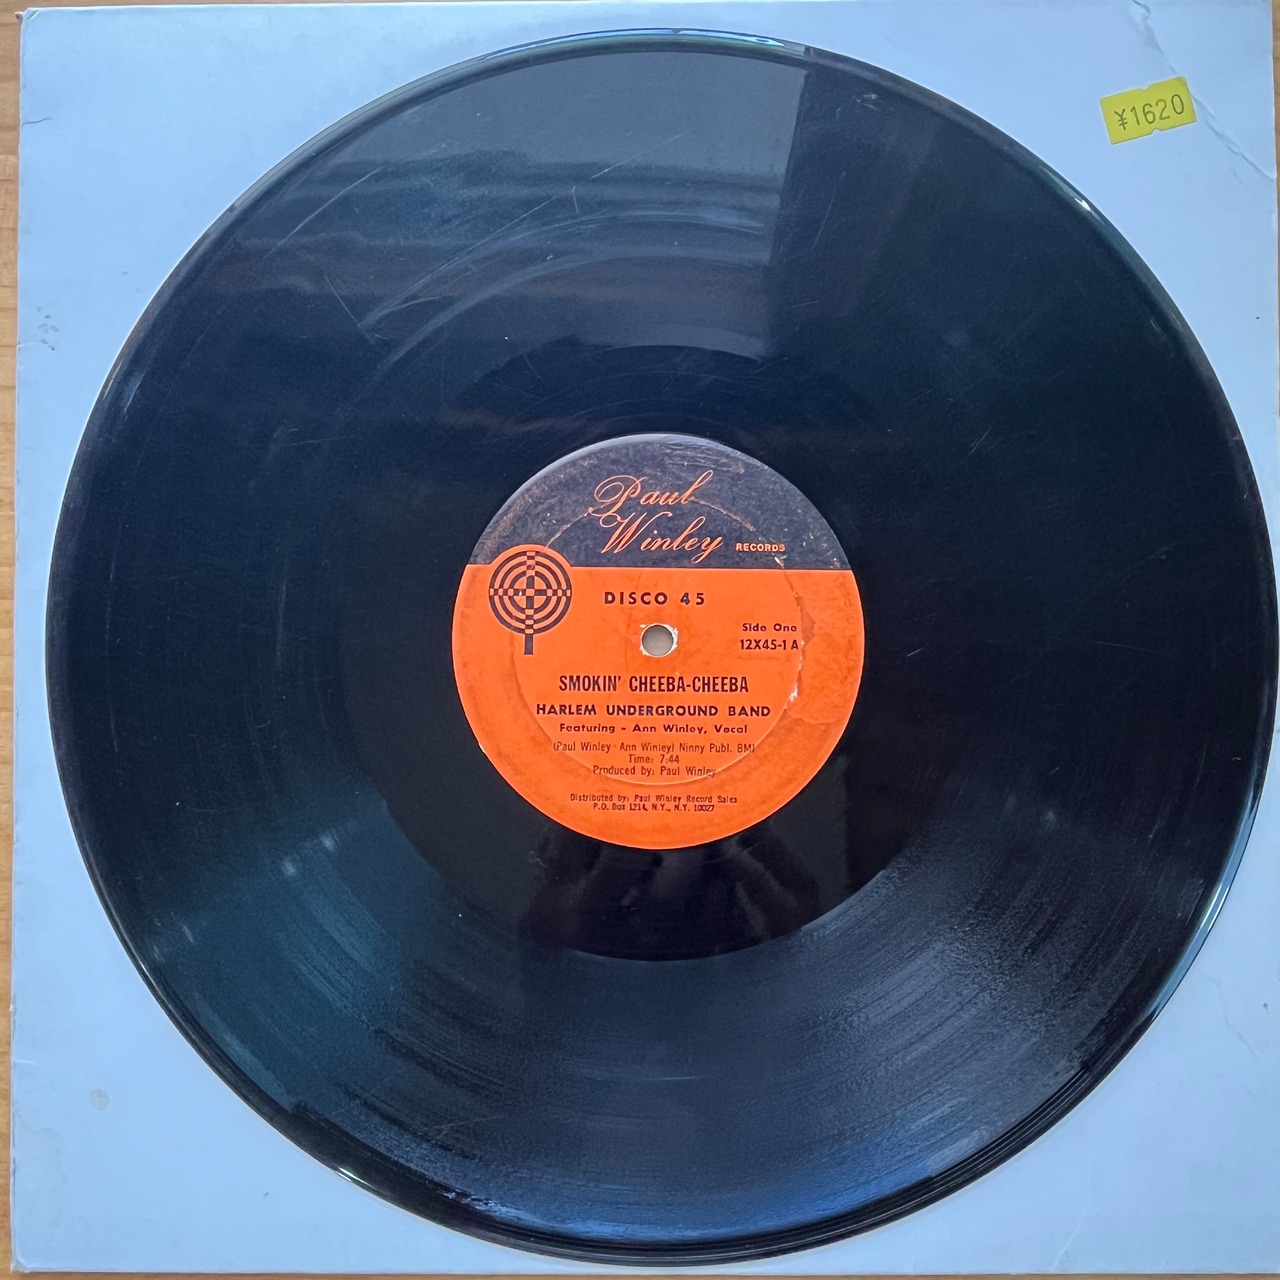 ¥1620
Paul
Winley RECORDS
DISCO 45
Side One
12X45-1 A
SMOKIN' CHEEBA-CHEEBA
HARLEM UNDERGROUND BAND
Featuring - Ann Winley, Vocal
(Paul Winley - Ann Winley) Ninny Publ. BMI
Time: 7:44
Produced by: Paul Winley
Distributed by: Paul Winley Record Sales
P.O. Box 1214, N.Y., N.Y. 10027